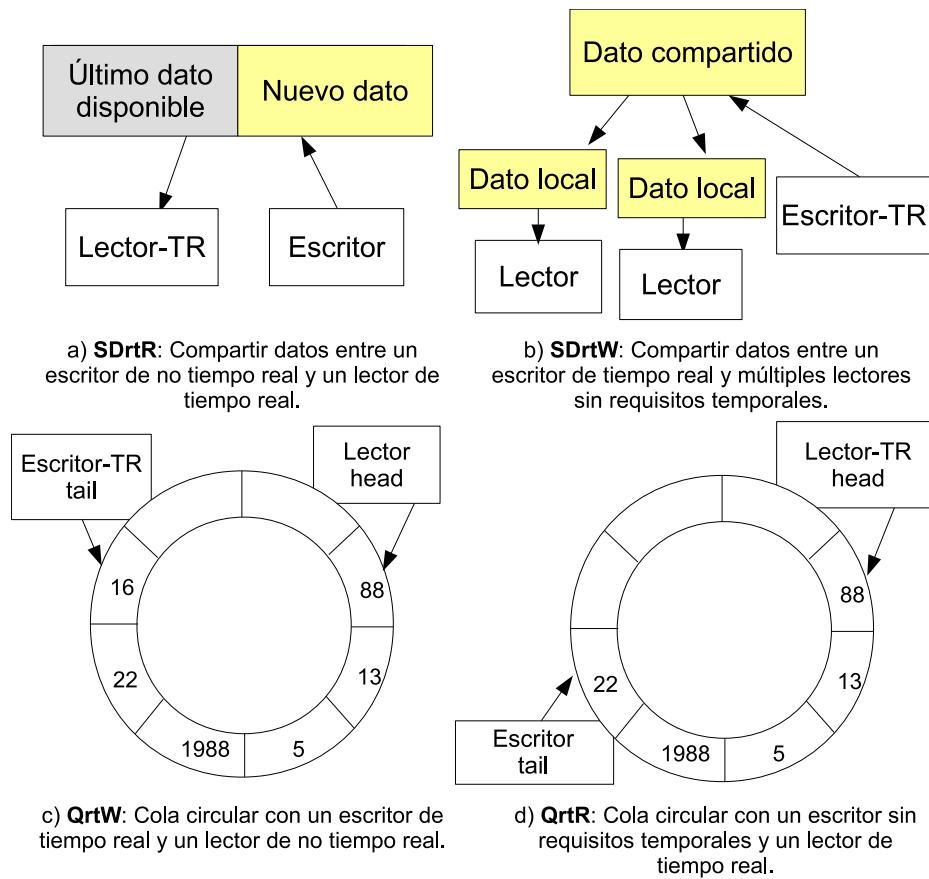 Último dato
disponible
Nuevo dato
Lector-TR
Escritor
a) SDrtR: Compartir datos entre un
escritor de no tiempo real y un lector de
tiempo real.
Dato compartido
Dato local
Dato local
Escritor-TR
Lector
Lector
b) SDrtW: Compartir datos entre un
escritor de tiempo real y múltiples lectores
sin requisitos temporales.
Escritor-TR
tail
Lector
head
16
88
22
13
1988
5
c) QrtW: Cola circular con un escritor de
tiempo real y un lector de no tiempo real.
Lector-TR
head
88
22
13
1988
5
Escritor
tail
d) QrtR: Cola circular con un escritor sin
requisitos temporales y un lector de
tiempo real.